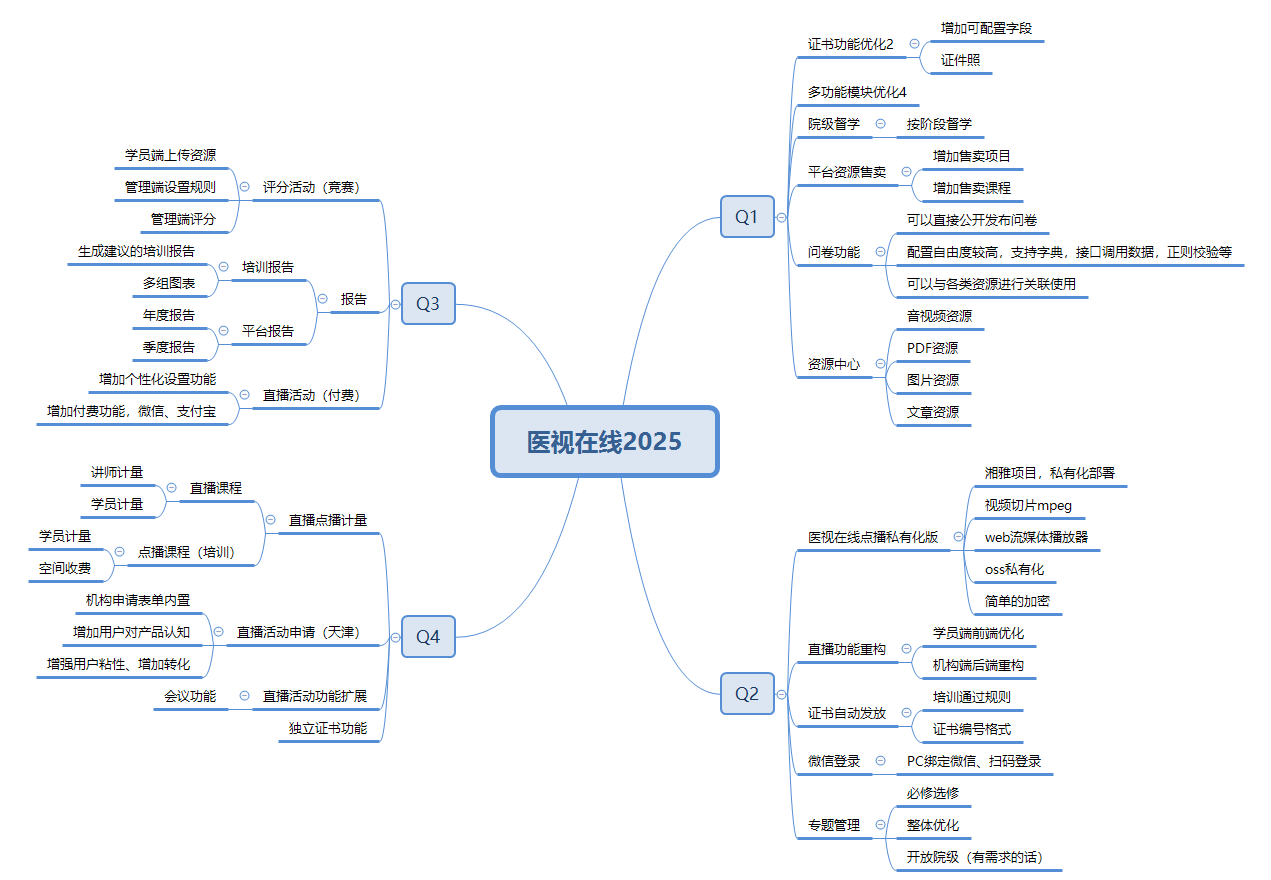 医视在线2025
Q1
证书功能优化2
增加可配置字段
证件照
多功能模块优化4
院级督学
按阶段督学
平台资源售卖
增加售卖项目
增加售卖课程
问卷功能
可以直接公开发布问卷
配置自由度较高，支持字典，接口调用数据，正则校验等
可以与各类资源进行关联使用
资源中心
音视频资源
PDF资源
图片资源
文章资源
Q2
医视在线点播私有化版
湘雅项目，私有化部署
视频切片mpeg
web流媒体播放器
oss私有化
简单的加密
直播功能重构
学员端前端优化
机构端后端重构
证书自动发放
培训通过规则
证书编号格式
微信登录
PC绑定微信、扫码登录
专题管理
必修选修
整体优化
开放院级（有需求的话）
Q3
评分活动（竞赛）
学员端上传资源
管理端设置规则
管理端评分
报告
培训报告
生成建议的培训报告
多组图表
平台报告
年度报告
季度报告
直播活动（付费）
增加个性化设置功能
增加付费功能，微信、支付宝
Q4
直播点播计量
直播课程
讲师计量
学员计量
点播课程（培训）
学员计量
空间收费
直播活动申请（天津）
机构申请表单内置
增加用户对产品认知
增强用户粘性、增加转化
直播活动功能扩展
会议功能
独立证书功能